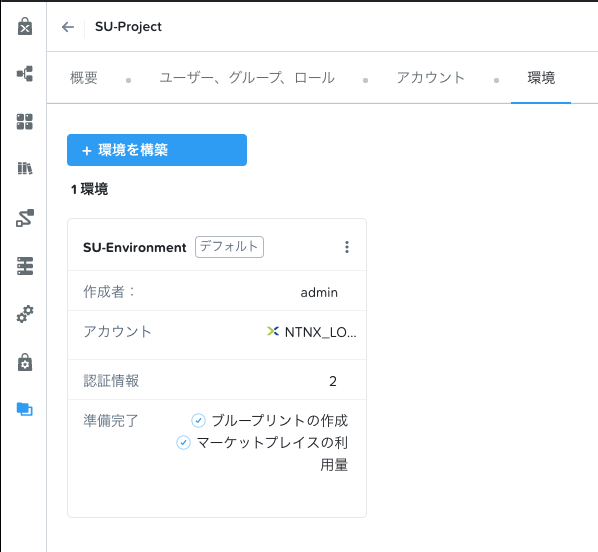 SU-Project
概要 ユーザー、グループ、ロール アカウント 環境
+ 環境を構築
1 環境
SU-Environment デフォルト
作成者： admin
アカウント NTNX_LO...
認証情報 2
準備完了 ブループリントの作成
マーケットプレイスの利
用量